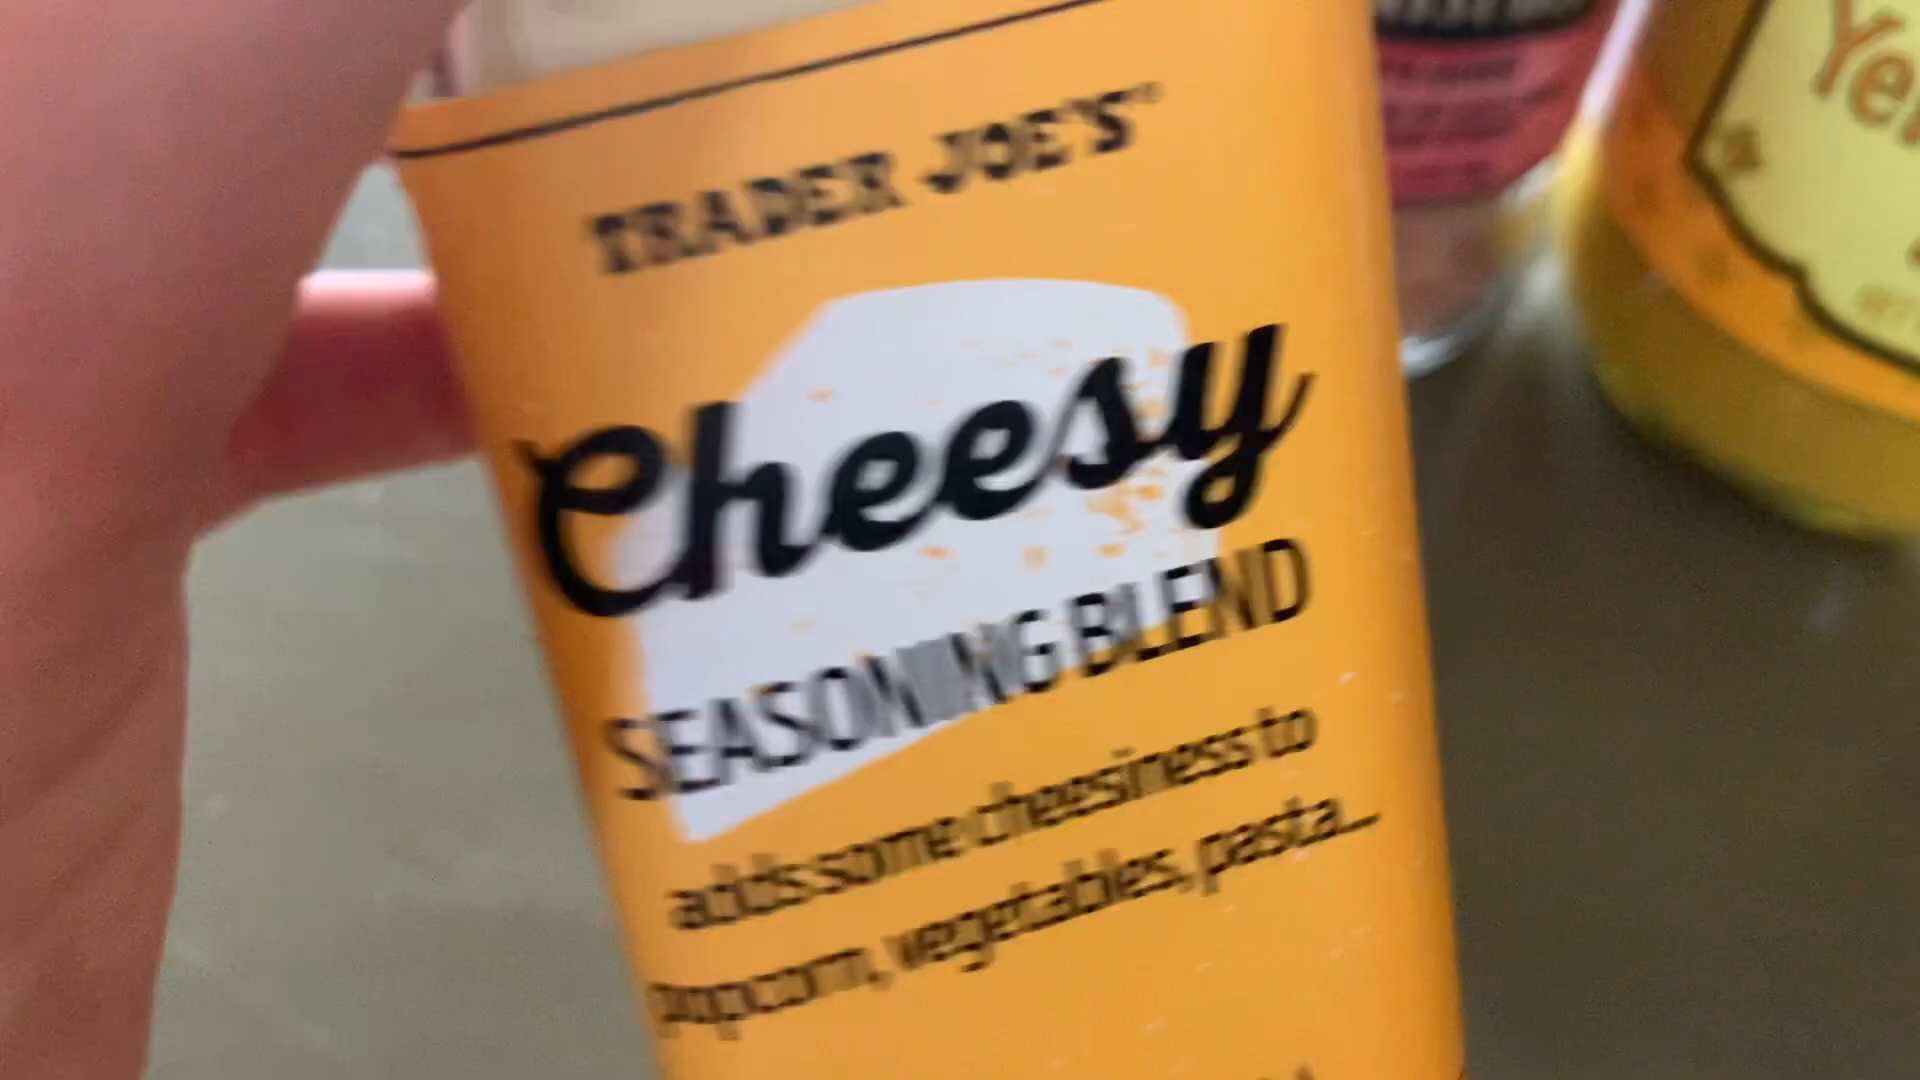 TRADER JOE'S
Cheesy
SEASONING BLEND
adds some cheesiness to
popcorn, vegetables, pasta...